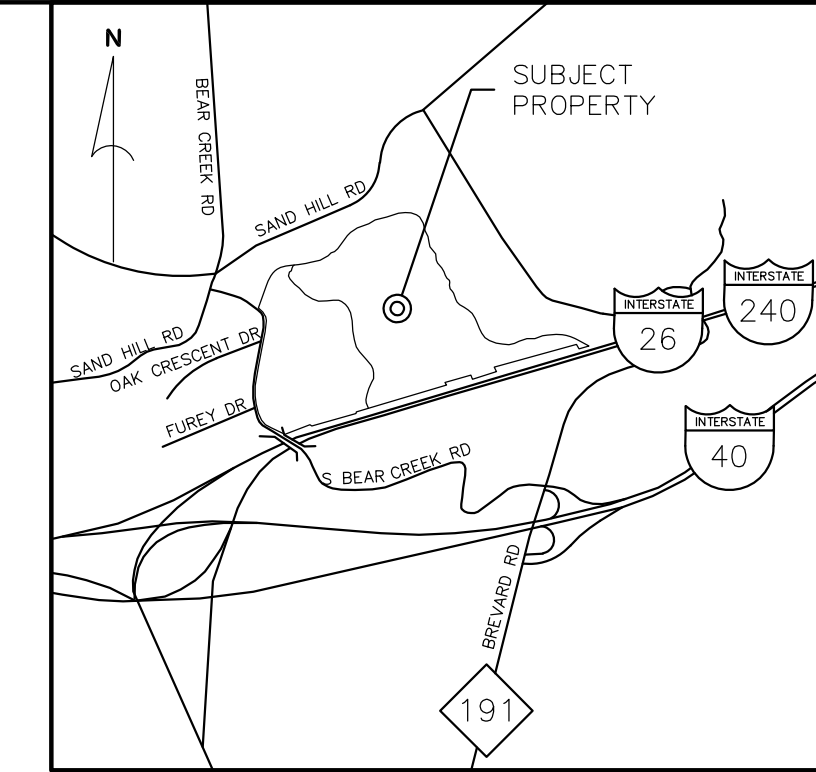 N
SUBJECT
PROPERTY
BEAR CREEK RD
SAND HILL RD
INTERSTATE
240
INTERSTATE
26
SAND HILL RD
OAK CRESCENT DR
FUREY DR
INTERSTATE
40
S BEAR CREEK RD
BREVARD RD
191